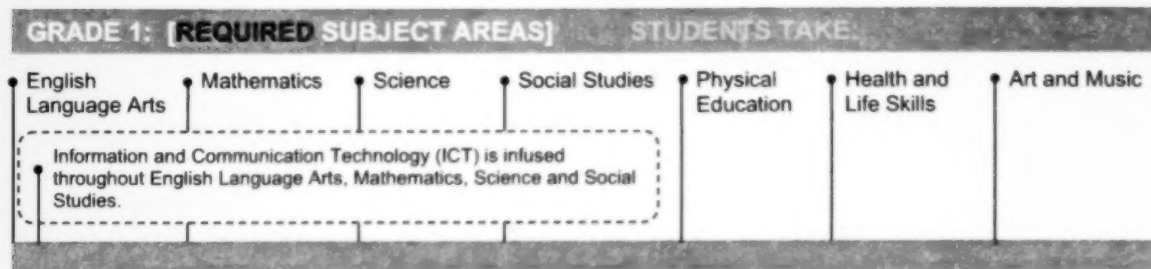 GRADE 1: [REQUIRED SUBJECT AREAS] STUDENTS TAKE:
English
Language Arts
Mathematics
Science
Social Studies
Physical
Education
Health and
Life Skills
Art and Music
Information and Communication Technology (ICT) is infused
throughout English Language Arts, Mathematics, Science and Social
Studies.